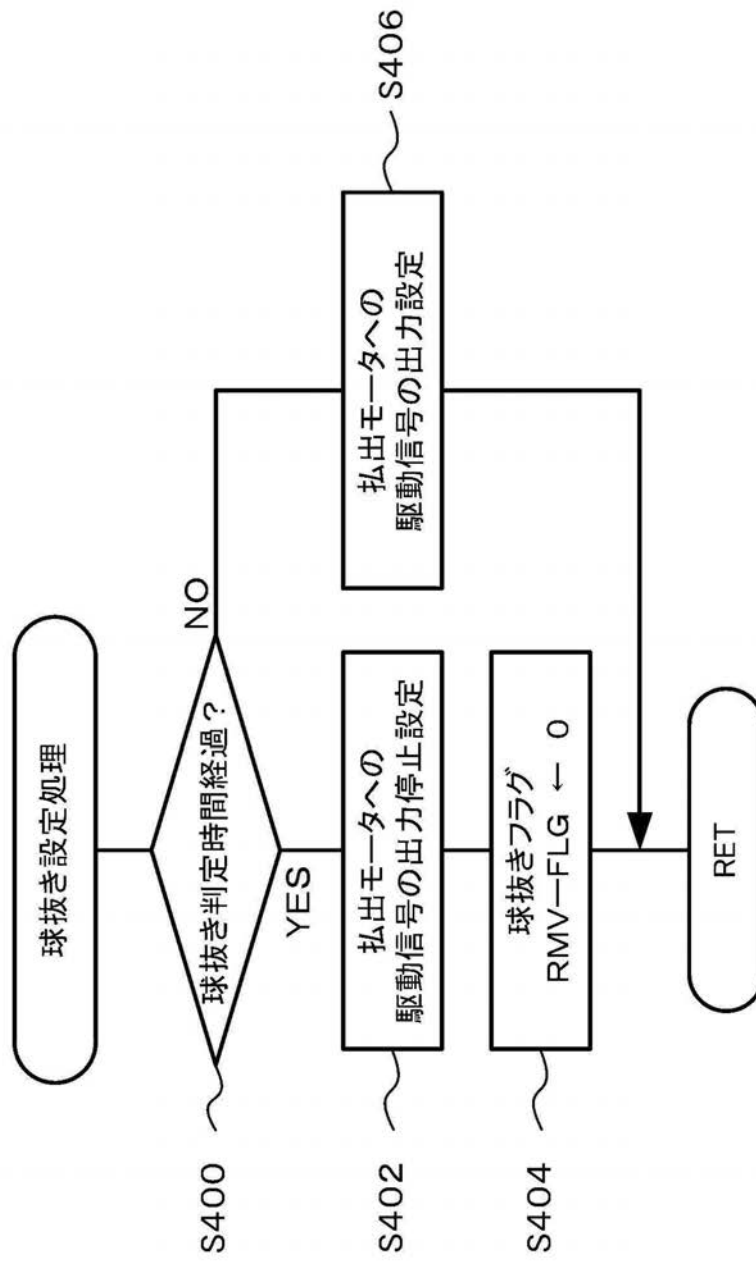 球抜き設定処理
S400
球抜き判定時間経過？
NO
YES
S402
払出モータへの
駆動信号の出力停止設定
払出モータへの
駆動信号の出力設定
S406
S404
球抜きフラグ
RMV－FLG ← 0
RET